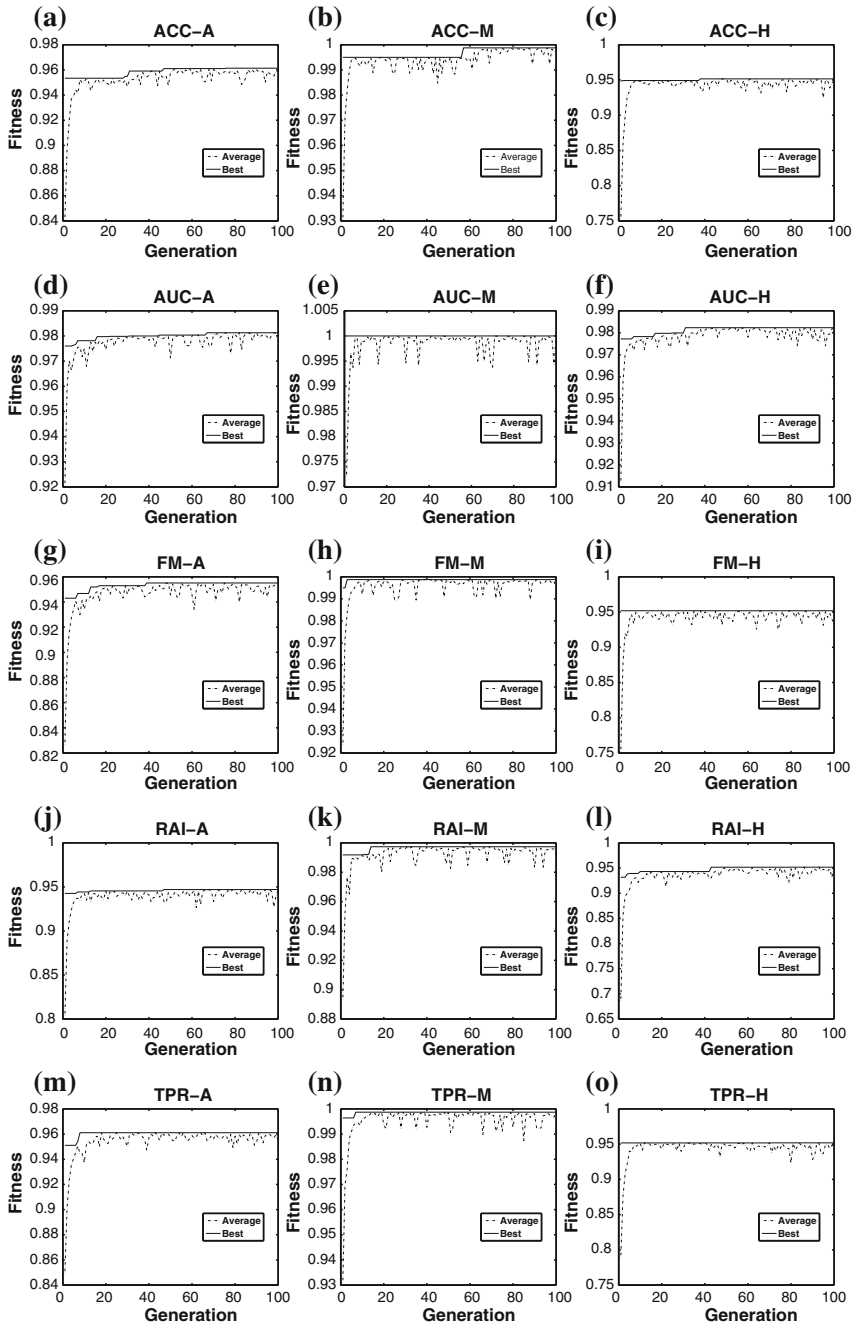 (a) ACC-A
0.98
0.96
0.94
0.92
0.9
0.88
0.86
0.84
0 20 40 60 80 100
Fitness
Generation
Average
Best
(b) ACC-M
1
0.99
0.98
0.97
0.96
0.95
0.94
0.93
0 20 40 60 80 100
Fitness
Generation
Average
Best
(c) ACC-H
1
0.95
0.9
0.85
0.8
0.75
0 20 40 60 80 100
Fitness
Generation
Average
Best
(d) AUC-A
0.99
0.98
0.97
0.96
0.95
0.94
0.93
0.92
0 20 40 60 80 100
Fitness
Generation
Average
Best
(e) AUC-M
1.005
1
0.995
0.99
0.985
0.98
0.975
0.97
0 20 40 60 80 100
Fitness
Generation
Average
Best
(f) AUC-H
0.99
0.98
0.97
0.96
0.95
0.94
0.93
0.92
0.91
0 20 40 60 80 100
Fitness
Generation
Average
Best
(g) FM-A
0.96
0.94
0.92
0.9
0.88
0.86
0.84
0.82
0 20 40 60 80 100
Fitness
Generation
Average
Best
(h) FM-M
1
0.99
0.98
0.97
0.96
0.95
0.94
0.93
0.92
0 20 40 60 80 100
Fitness
Generation
Average
Best
(i) FM-H
1
0.95
0.9
0.85
0.8
0.75
0 20 40 60 80 100
Fitness
Generation
Average
Best
(j) RAI-A
1
0.95
0.9
0.85
0.8
0 20 40 60 80 100
Fitness
Generation
Average
Best
(k) RAI-M
1
0.98
0.96
0.94
0.92
0.9
0.88
0 20 40 60 80 100
Fitness
Generation
Average
Best
(l) RAI-H
1
0.95
0.9
0.85
0.8
0.75
0.7
0.65
0 20 40 60 80 100
Fitness
Generation
Average
Best
(m) TPR-A
0.98
0.96
0.94
0.92
0.9
0.88
0.86
0.84
0 20 40 60 80 100
Fitness
Generation
Average
Best
(n) TPR-M
1
0.99
0.98
0.97
0.96
0.95
0.94
0.93
0 20 40 60 80 100
Fitness
Generation
Average
Best
(o) TPR-H
1
0.95
0.9
0.85
0.8
0.75
0 20 40 60 80 100
Fitness
Generation
Average
Best